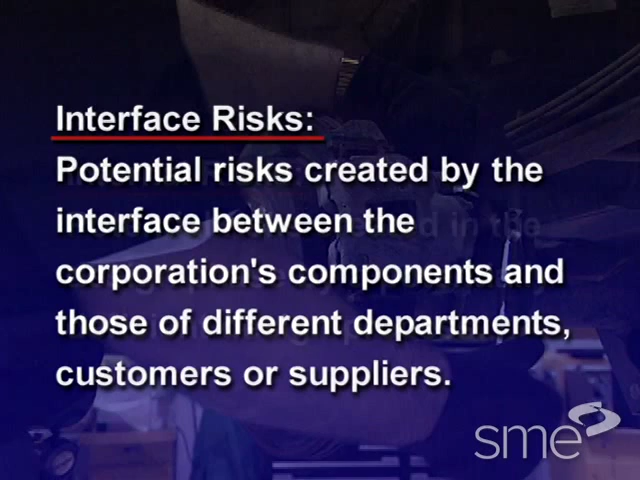 Interface Risks:
Potential risks created by the
interface between the
corporation's components and
those of different departments,
customers or suppliers.
sme